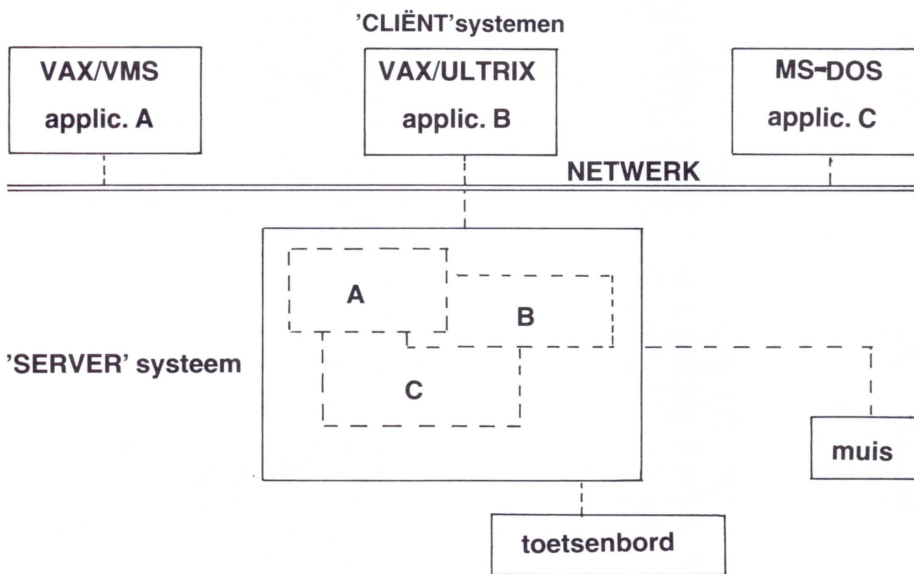 'CLIËNT'systemen
VAX/VMS
applic. A
VAX/ULTRIX
applic. B
MS-DOS
applic. C
NETWERK
A
B
C
'SERVER' systeem
muis
toetsenbord